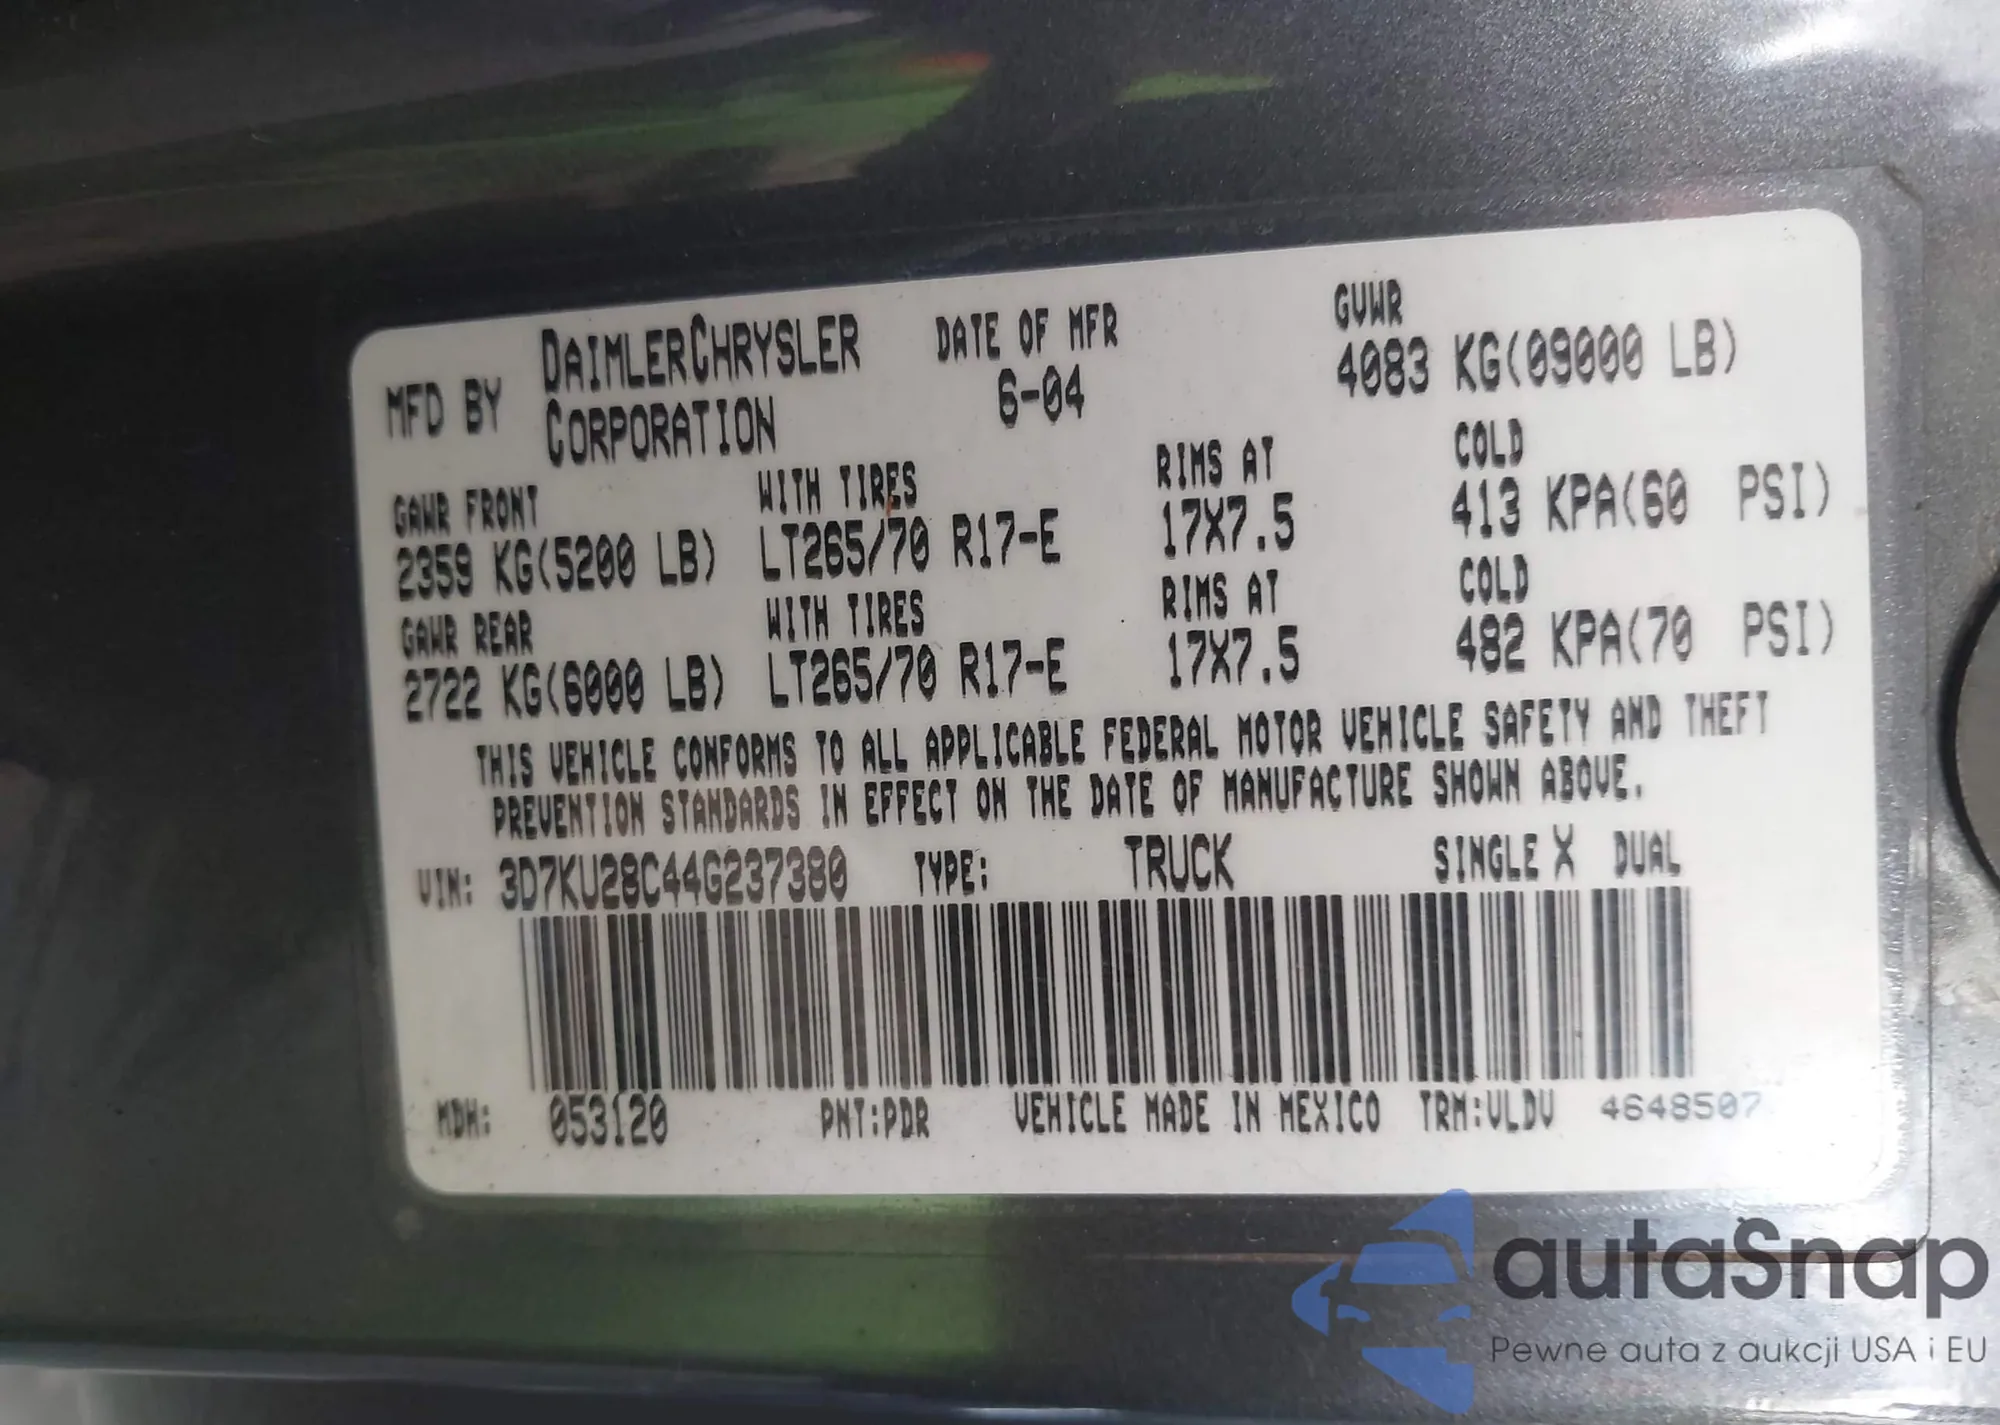 MFD BY DAIMLERCHRYSLER CORPORATION DATE OF MFR 6-04 GVWR 4083 KG(09000 LB)
GAWR FRONT WITH TIRES RIMS AT COLD
2359 KG(5200 LB) LT265/70 R17-E 17X7.5 413 KPA(60 PSI)
GAWR REAR WITH TIRES RIMS AT COLD
2722 KG(6000 LB) LT265/70 R17-E 17X7.5 482 KPA(70 PSI)
THIS VEHICLE CONFORMS TO ALL APPLICABLE FEDERAL MOTOR VEHICLE SAFETY AND THEFT
PREVENTION STANDARDS IN EFFECT ON THE DATE OF MANUFACTURE SHOWN ABOVE.
VIN: 3D7KU28C44G237380 TYPE: TRUCK SINGLE X DUAL
MDH: 053120 PNT:PDR VEHICLE MADE IN MEXICO TRM:VLDV 4648507
autaSnap
Pewne auta z aukcji USA i EU